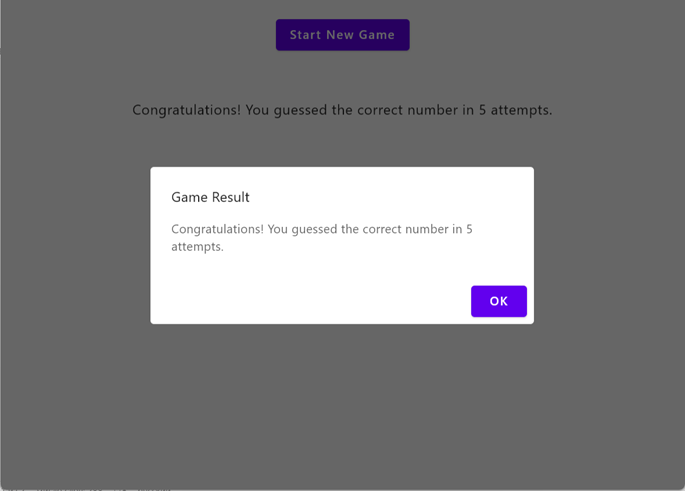 Start New Game
Congratulations! You guessed the correct number in 5 attempts.
Game Result
Congratulations! You guessed the correct number in 5
attempts.
OK